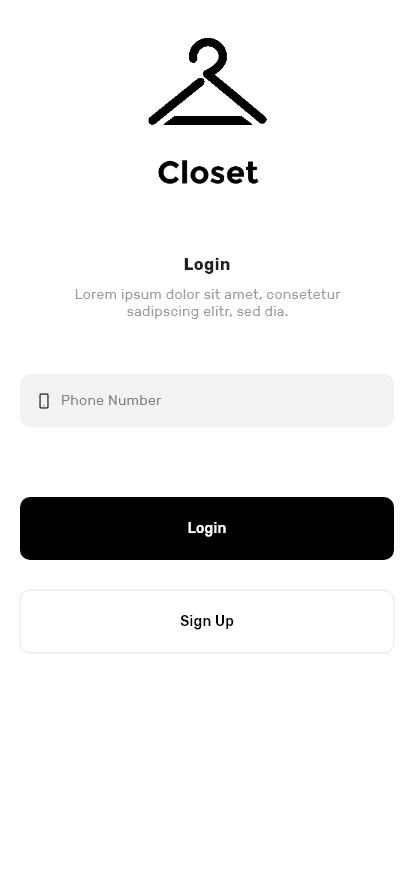 Closet
Login
Lorem ipsum dolor sit amet, consetetur
sadipscing elitr, sed dia.
Phone Number
Login
Sign Up